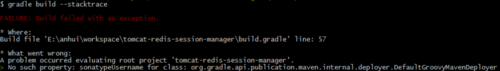 $ gradle build --stacktrace
FAILURE: Build failed with an exception.
* Where:
Build file 'E:\anhui\workspace\tomcat-redis-session-manager\build.gradle' line: 57
* What went wrong:
A problem occurred evaluating root project 'tomcat-redis-session-manager'.
> No such property: sonatypeUsername for class: org.gradle.api.publication.maven.internal.deployer.DefaultGroovyMavenDeployer